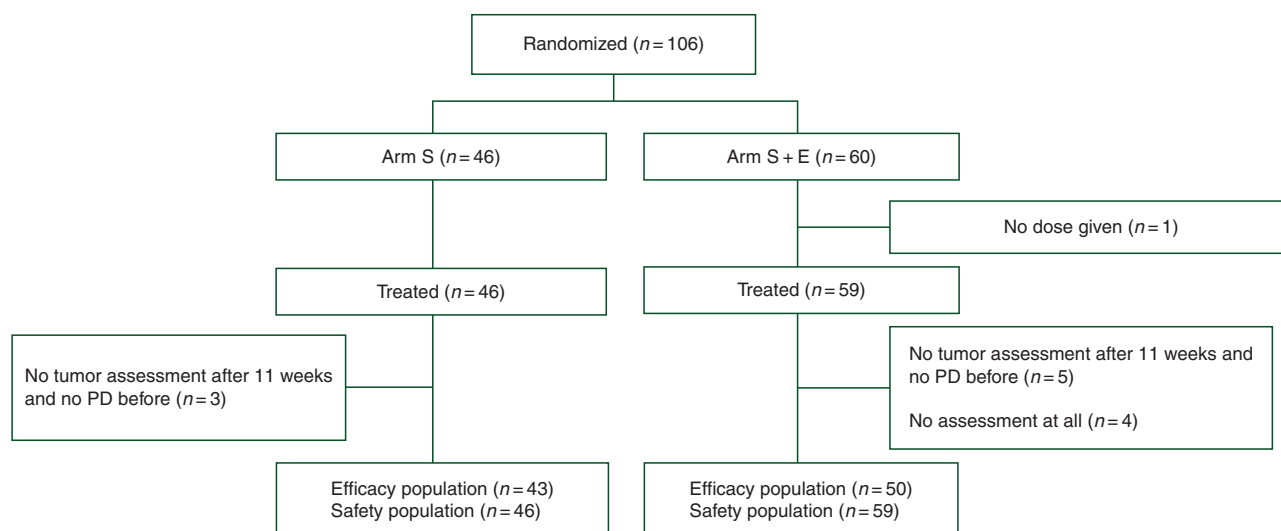 Randomized (n = 106)
Arm S (n = 46)
Arm S + E (n = 60)
No dose given (n = 1)
Treated (n = 46)
Treated (n = 59)
No tumor assessment after 11 weeks
and no PD before (n = 3)
No tumor assessment after 11 weeks and
no PD before (n = 5)
No assessment at all (n = 4)
Efficacy population (n = 43)
Safety population (n = 46)
Efficacy population (n = 50)
Safety population (n = 59)